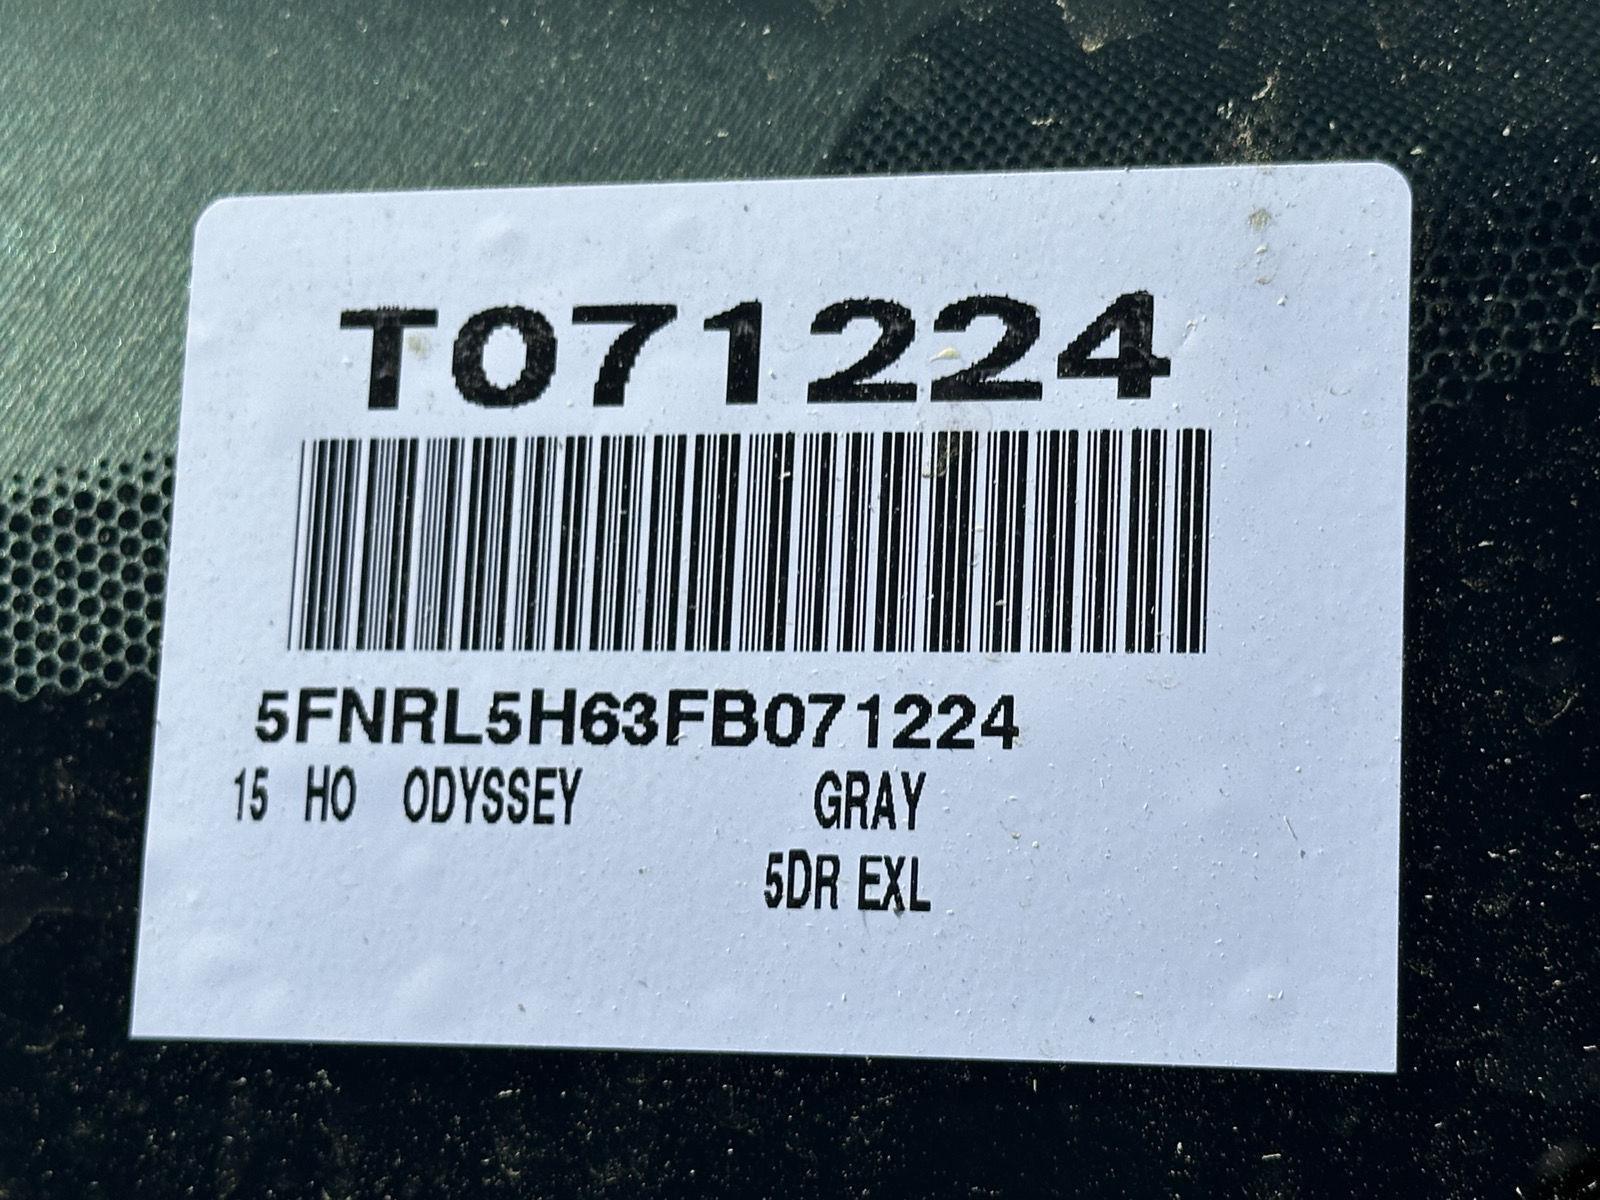 T071224
5FNRL5H63FB071224
15 HO ODYSSEY GRAY
5DR EXL